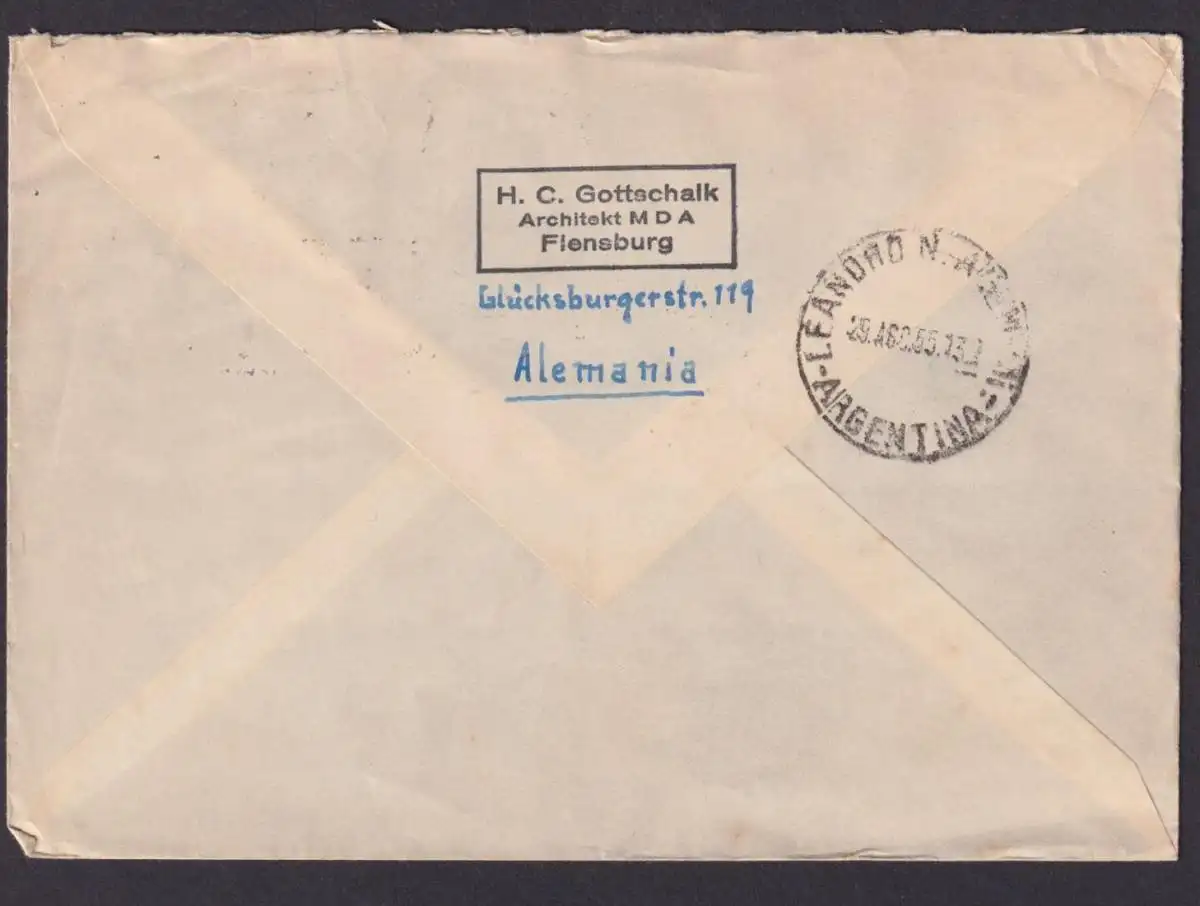 H. C. Gottschalk
Architekt M D A
Flensburg
Glücksburgerstr. 119
Alemania
LEANDRO N.
ARGENTINA